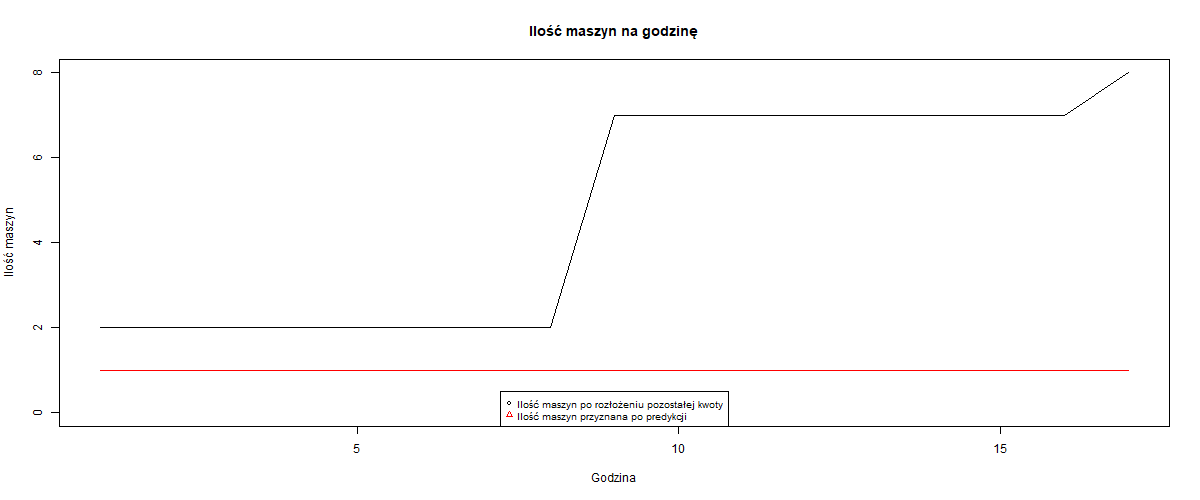 Ilość maszyn na godzinę
Ilość maszyn
8
6
4
2
0
Ilość maszyn po rozłożeniu pozostałej kwoty
Ilość maszyn przyznana po predykcji
5
10
15
Godzina